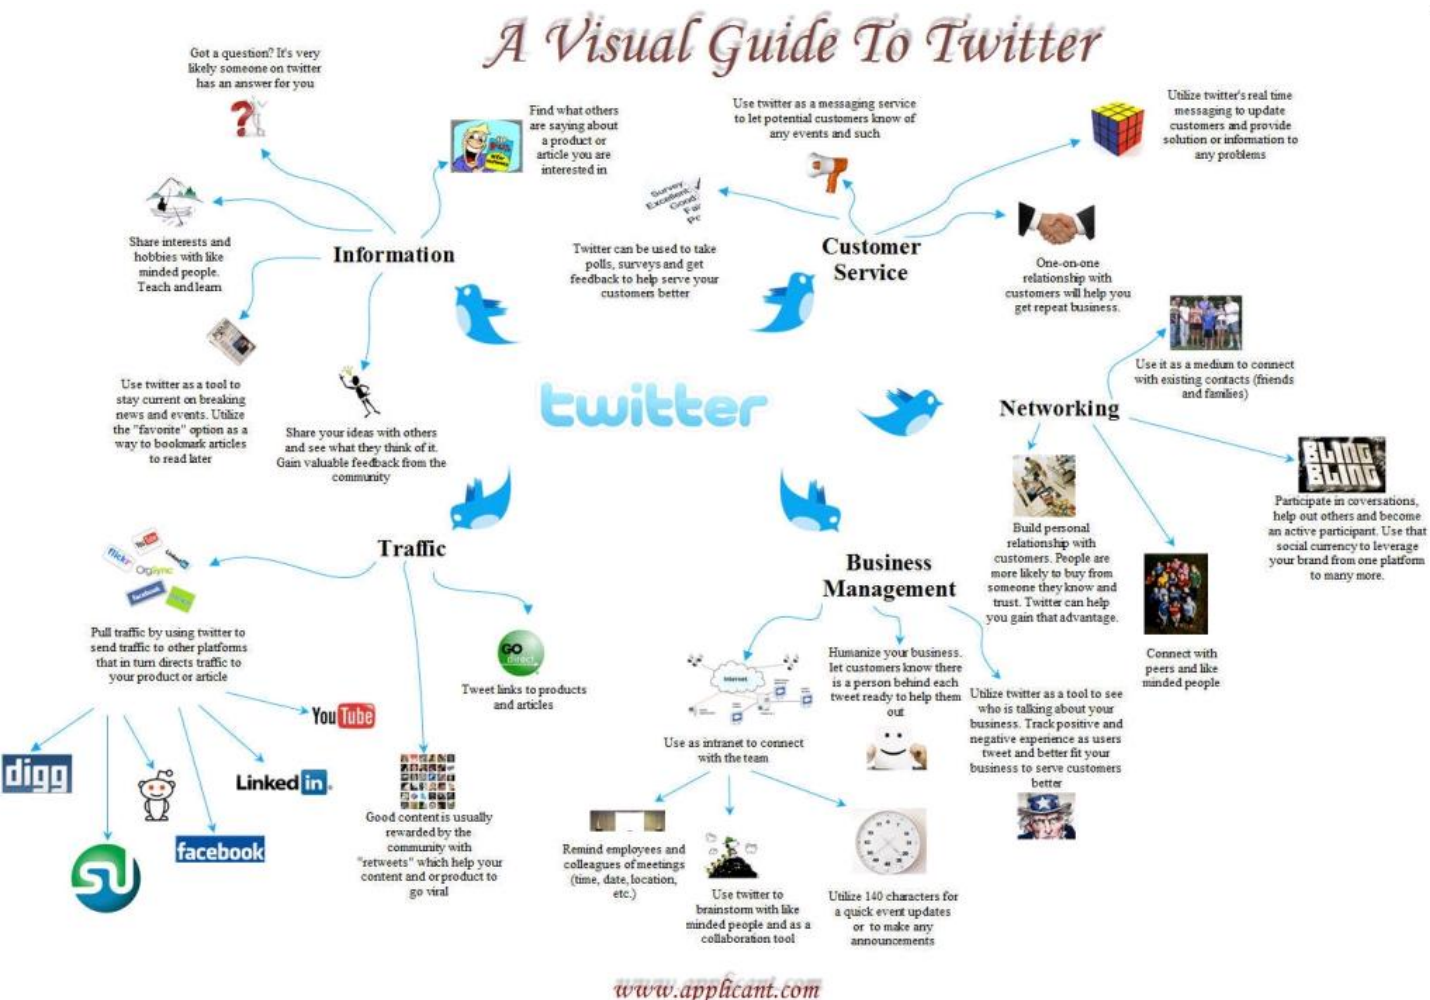 A Visual Guide To Twitter
Got a question? It's very
likely someone on twitter
has an answer for you
Find what others
are saying about
a product or
article you are
interested in
Share interests and
hobbies with like
minded people.
Teach and learn
Information
Use twitter as a tool to
stay current on breaking
news and events. Utilize
the "favorite" option as a
way to bookmark articles
to read later
Share your ideas with others
and see what they think of it.
Gain valuable feedback from the
community
Use twitter as a messaging service
to let potential customers know of
any events and such
Utilize twitter's real time
messaging to update
customers and provide
solution or information to
any problems
Survey
Excellent
Good
Twitter can be used to take
polls, surveys and get
feedback to help serve your
customers better
Customer
Service
One-on-one
relationship with
customers will help you
get repeat business.
twitter
Networking
Use it as a medium to connect
with existing contacts (friends
and families)
BLING
BLING
Participate in coversations,
help out others and become
an active participant. Use that
social currency to leverage
your brand from one platform
to many more.
Build personal
relationship with
customers. People are
more likely to buy from
someone they know and
trust. Twitter can help
you gain that advantage.
Connect with
peers and like
minded people
Traffic
YouTube
flickr
LinkedIn
OrgSync
facebook
Pull traffic by using twitter to
send traffic to other platforms
that in turn directs traffic to
your product or article
GO
direct
Tweet links to products
and articles
YouTube
digg
Linked in.
facebook
SU
Good content is usually
rewarded by the
community with
"retweets" which help your
content and or product to
go viral
Business
Management
Internet
Use as intranet to connect
with the team
Humanize your business.
let customers know there
is a person behind each
tweet ready to help them
out
Utilize twitter as a tool to see
who is talking about your
business. Track positive and
negative experience as users
tweet and better fit your
business to serve customers
better
Remind employees and
colleagues of meetings
(time, date, location,
etc.)
Use twitter to
brainstorm with like
minded people and as a
collaboration tool
Utilize 140 characters for
a quick event updates
or to make any
announcements
www.applicant.com